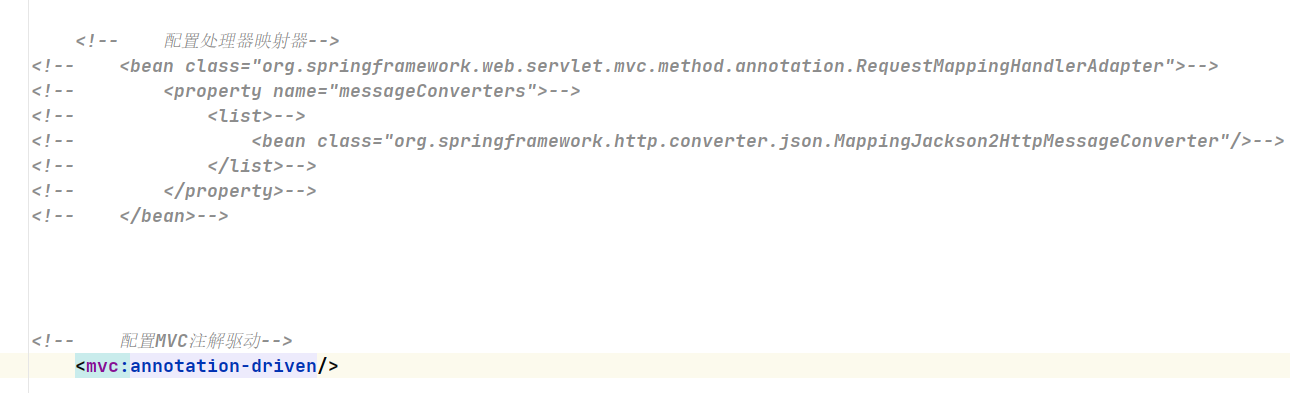 <!--    配置处理器映射器-->
<!--    <bean class="org.springframework.web.servlet.mvc.method.annotation.RequestMappingHandlerAdapter">-->
<!--        <property name="messageConverters">-->
<!--            <list>-->
<!--                <bean class="org.springframework.http.converter.json.MappingJackson2HttpMessageConverter"/>-->
<!--            </list>-->
<!--        </property>-->
<!--    </bean>-->
<!--    配置MVC注解驱动-->
<mvc:annotation-driven/>